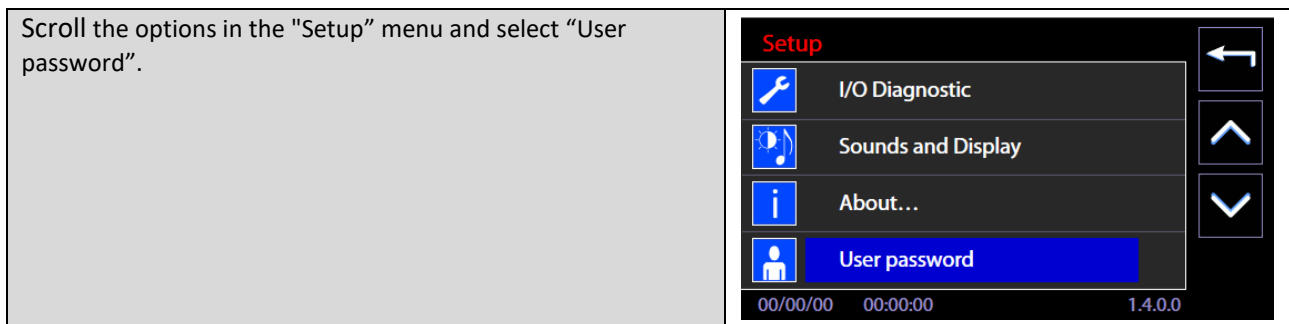 Scroll the options in the "Setup” menu and select “User
password”.
Setup
I/O Diagnostic
Sounds and Display
About...
User password
00/00/00 00:00:00 1.4.0.0